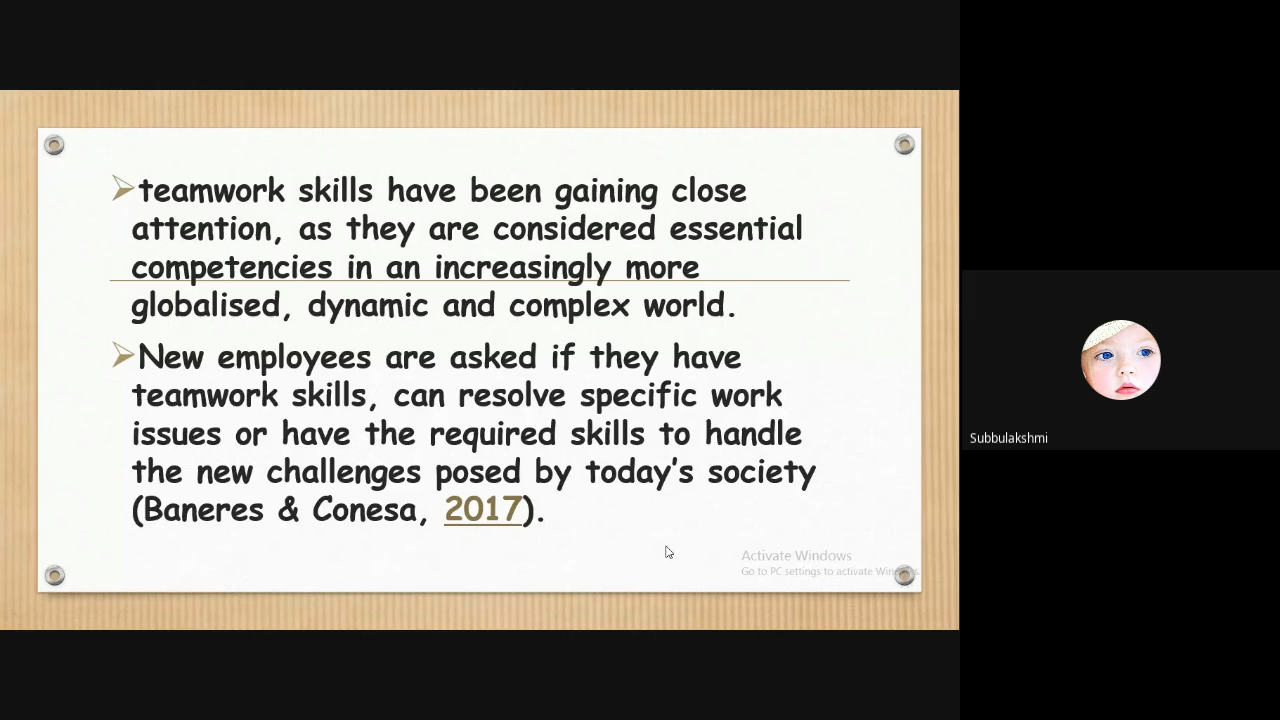 ➢teamwork skills have been gaining close
attention, as they are considered essential
competencies in an increasingly more
globalised, dynamic and complex world.
➢New employees are asked if they have
teamwork skills, can resolve specific work
issues or have the required skills to handle
the new challenges posed by today's society
(Baneres & Conesa, 2017).
Activate Windows
Go to PC settings to activate Windows.
Subbulakshmi